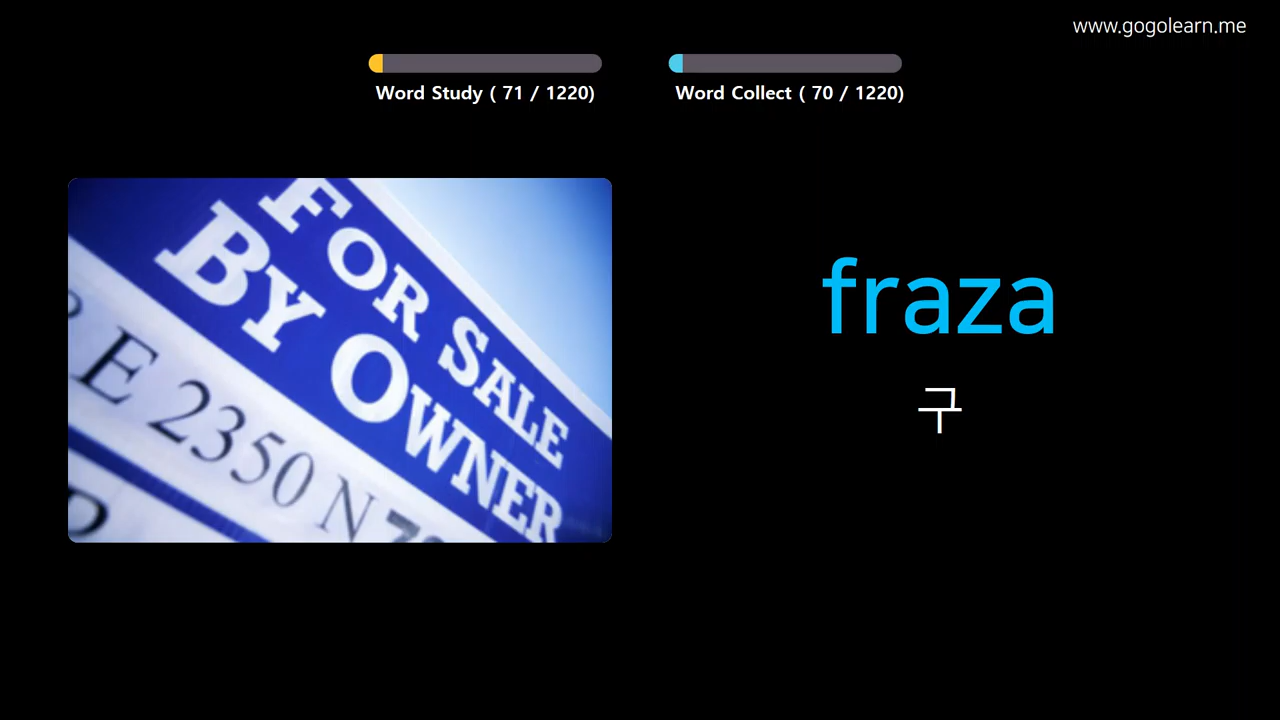 www.gogolearn.me
Word Study ( 71 / 1220)
Word Collect ( 70 / 1220)
FOR SALE
BY OWNER
E 2350 N
fraza
구